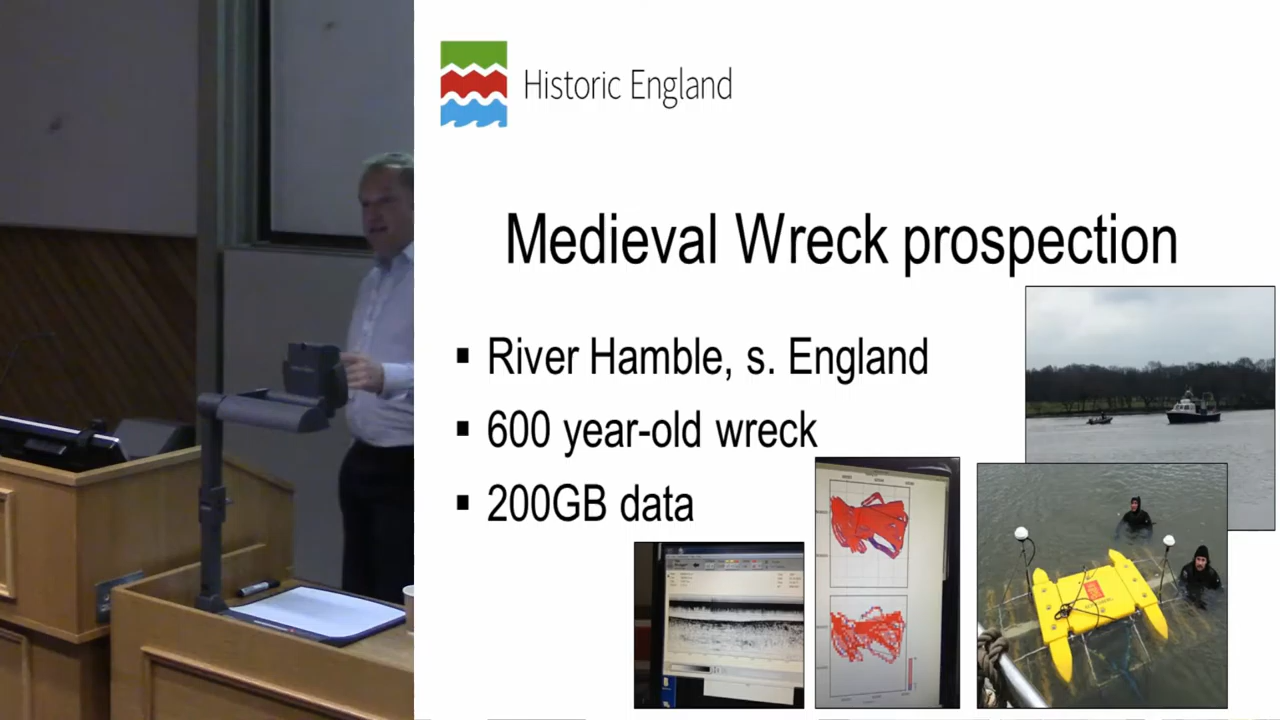 Historic England
Medieval Wreck prospection
▪ River Hamble, s. England
▪ 600 year-old wreck
▪ 200GB data